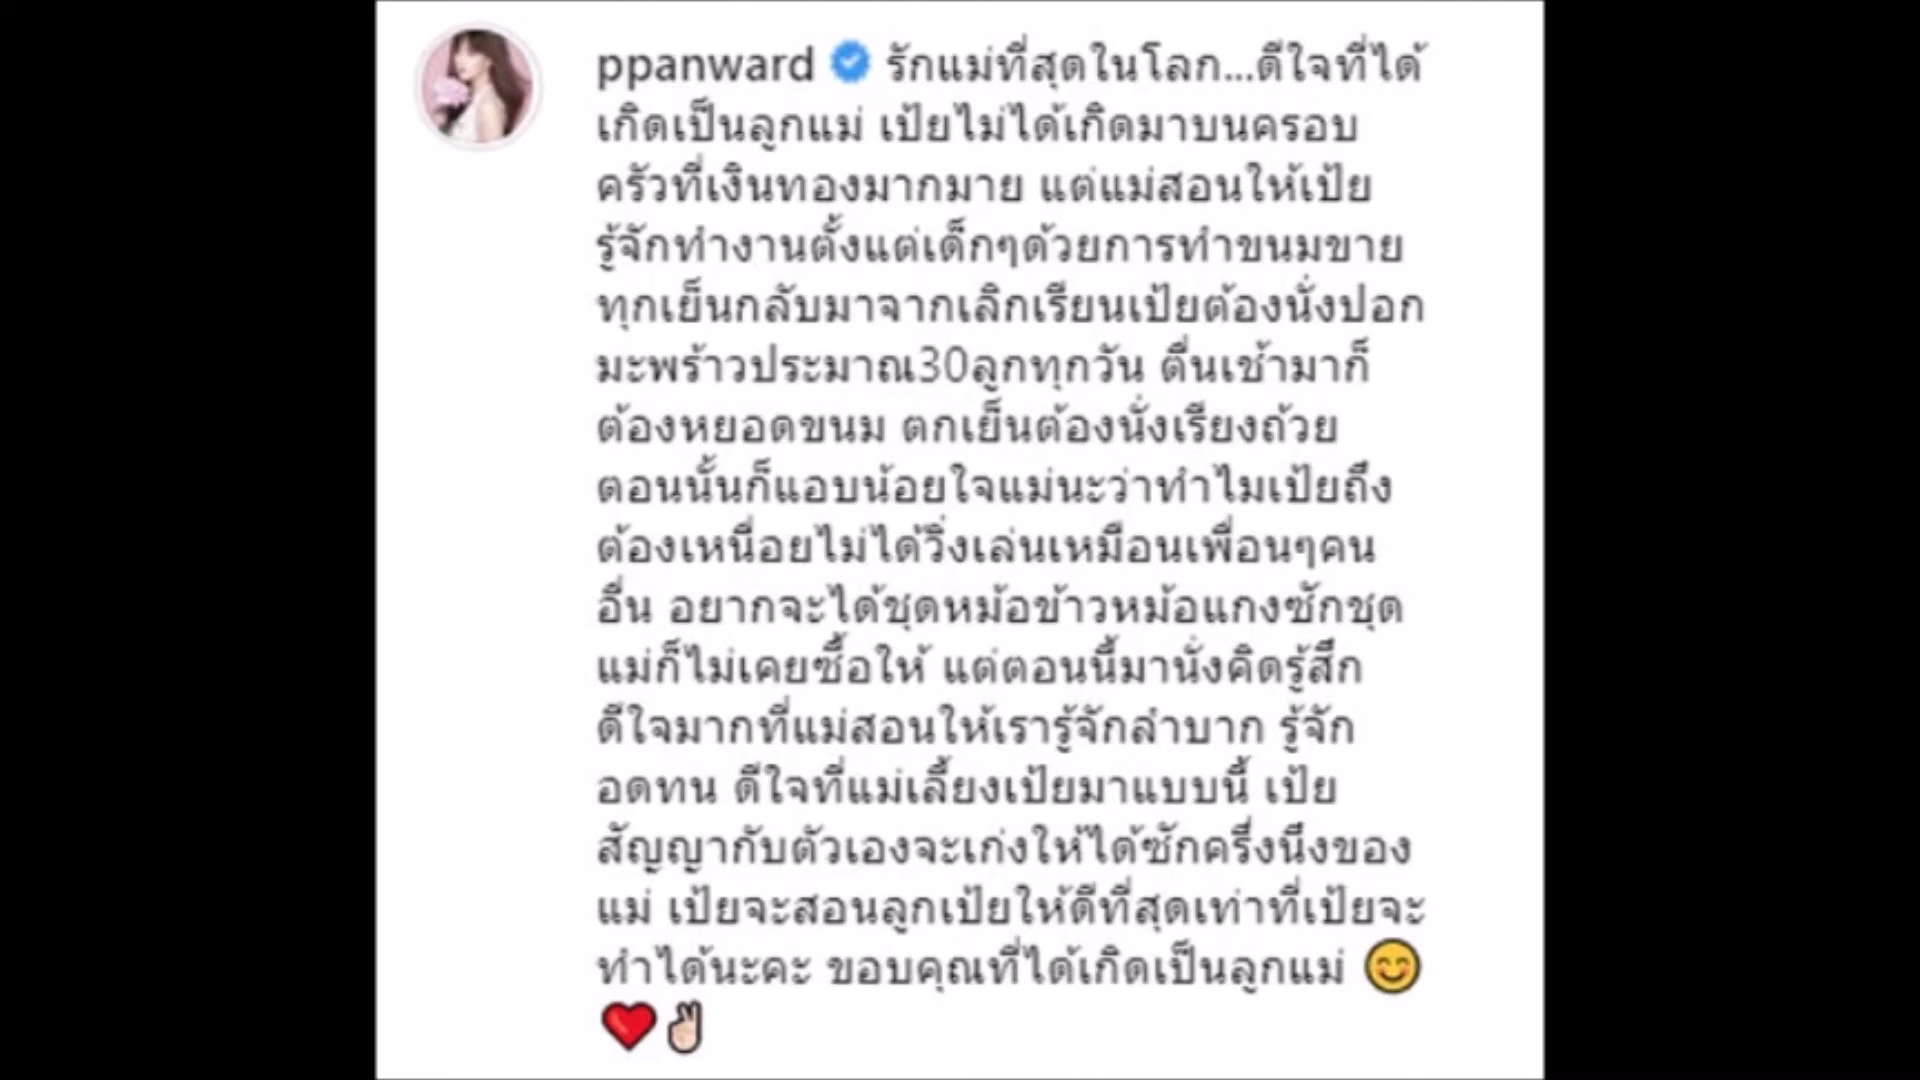 ppanward รักแม่ที่สุดในโลก...ดีใจที่ได้
เกิดเป็นลูกแม่ เป้ยไม่ได้เกิดมาบนครอบ
ครัวที่เงินทองมากมาย แต่แม่สอนให้เป้ย
รู้จักทำงานตั้งแต่เด็กๆด้วยการทำขนมขาย
ทุกเย็นกลับมาจากเลิกเรียนเป้ยต้องนั่งปอก
มะพร้าวประมาณ30ลูกทุกวัน ตื่นเช้ามาก็
ต้องหยอดขนม ตกเย็นต้องนั่งเรียงถ้วย
ตอนนั้นก็แอบน้อยใจแม่นะว่าทำไมเป้ยถึง
ต้องเหนื่อยไม่ได้วิ่งเล่นเหมือนเพื่อนๆคน
อื่น อยากจะได้ชุดหม้อข้าวหม้อแกงซักชุด
แม่ก็ไม่เคยซื้อให้ แต่ตอนนี้มานั่งคิดรู้สึก
ดีใจมากที่แม่สอนให้เรารู้จักลำบาก รู้จัก
อดทน ดีใจที่แม่เลี้ยงเป้ยมาแบบนี้ เป้ย
สัญญากับตัวเองจะเก่งให้ได้ซักครึ่งนึงของ
แม่ เป้ยจะสอนลูกเป้ยให้ดีที่สุดเท่าที่เป้ยจะ
ทำได้นะคะ ขอบคุณที่ได้เกิดเป็นลูกแม่ 😊
❤️✌🏻